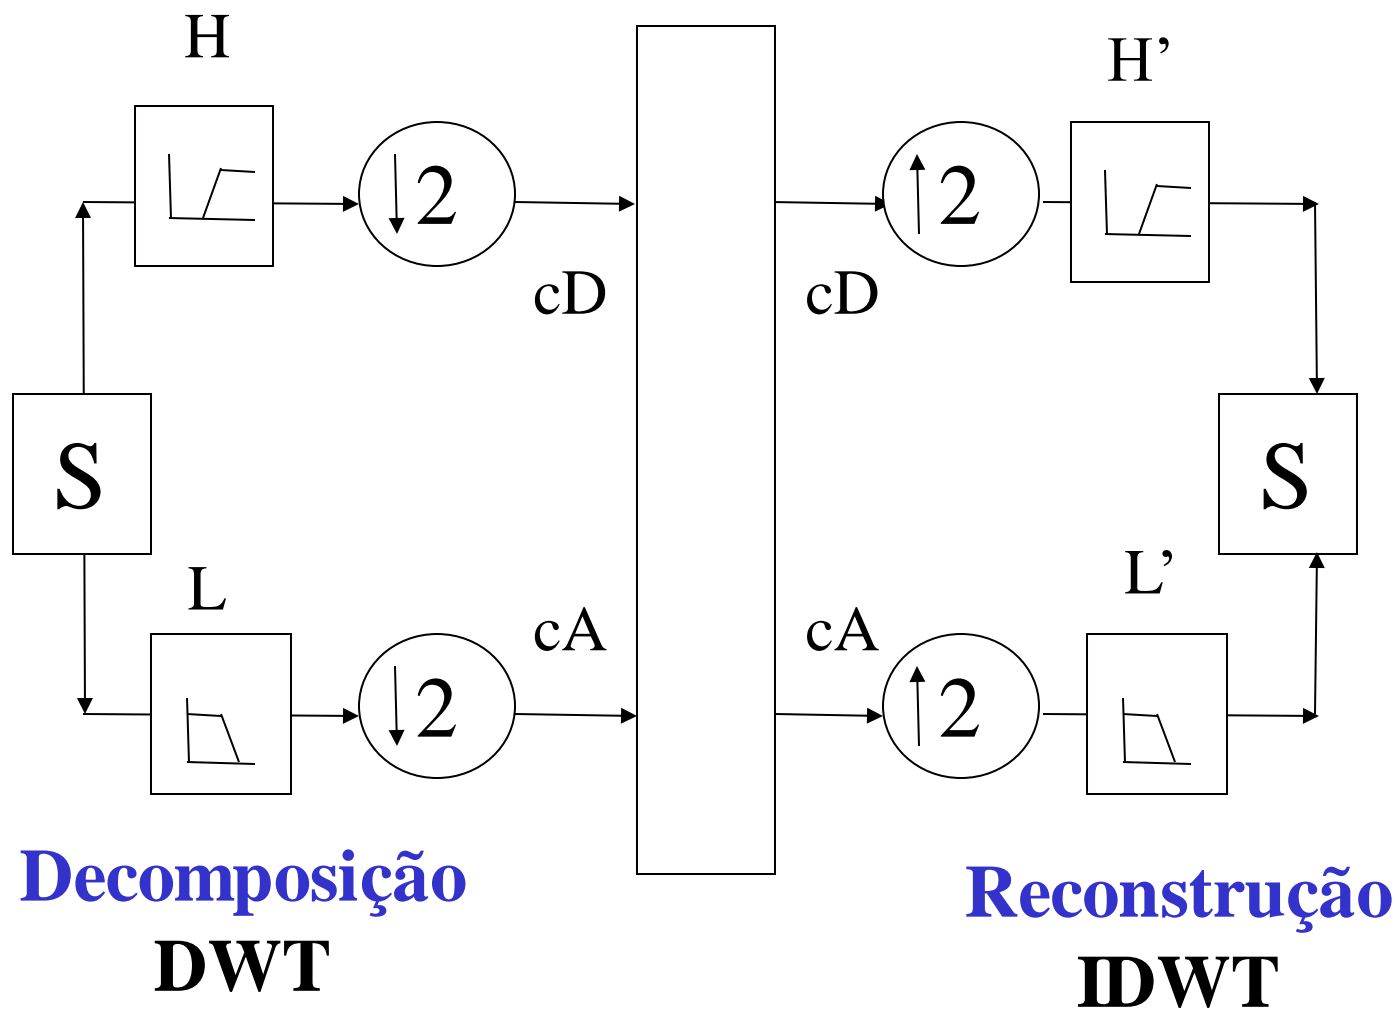 H
H’
2
2
cD
cD
S
S
L
L’
cA
cA
2
2
Decomposição
DWT
Reconstrução
IDWT